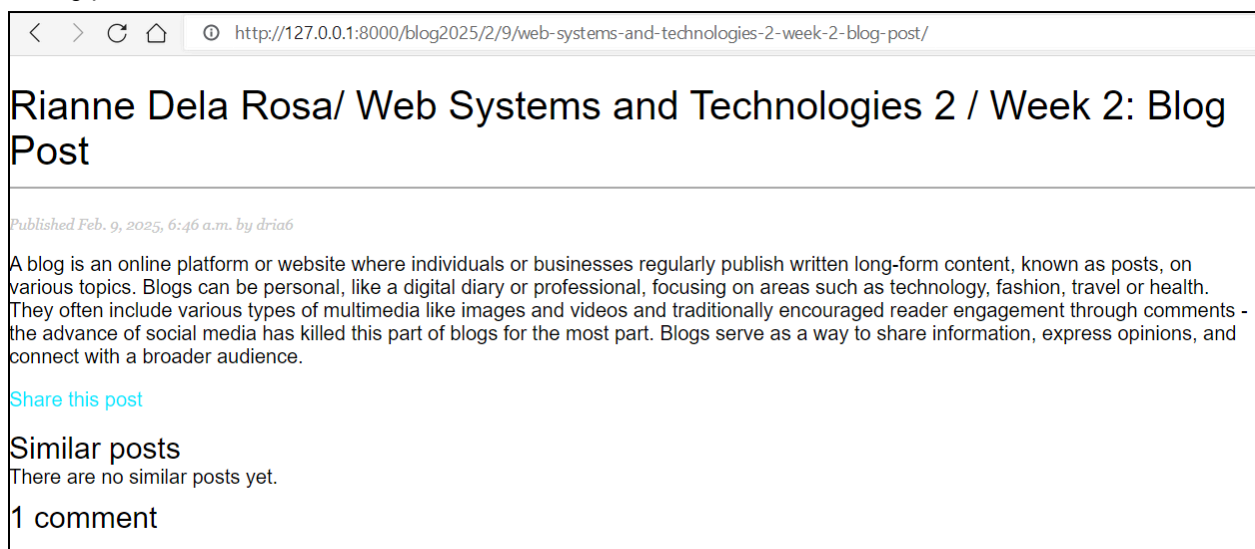 http://127.0.0.1:8000/blog2025/2/9/web-systems-and-technologies-2-week-2-blog-post/
Rianne Dela Rosa/ Web Systems and Technologies 2 / Week 2: Blog
Post
Published Feb. 9, 2025, 6:46 a.m. by dria6
A blog is an online platform or website where individuals or businesses regularly publish written long-form content, known as posts, on
various topics. Blogs can be personal, like a digital diary or professional, focusing on areas such as technology, fashion, travel or health.
They often include various types of multimedia like images and videos and traditionally encouraged reader engagement through comments -
the advance of social media has killed this part of blogs for the most part. Blogs serve as a way to share information, express opinions, and
connect with a broader audience.
Share this post
Similar posts
There are no similar posts yet.
1 comment